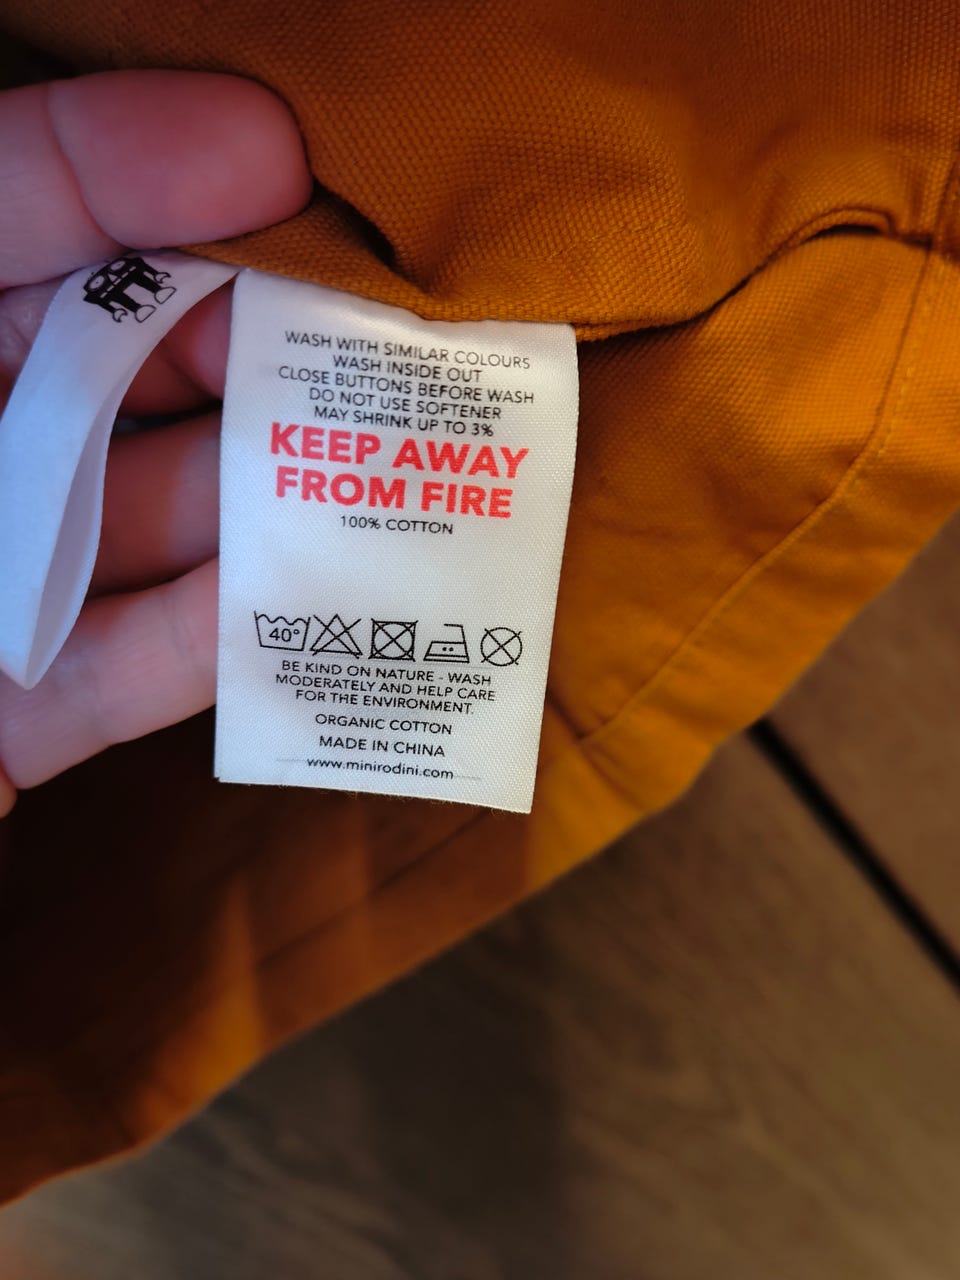 WASH WITH SIMILAR COLOURS
WASH INSIDE OUT
CLOSE BUTTONS BEFORE WASH
DO NOT USE SOFTENER
MAY SHRINK UP TO 3%
KEEP AWAY
FROM FIRE
100% COTTON
40°
BE KIND ON NATURE - WASH
MODERATELY AND HELP CARE
FOR THE ENVIRONMENT.
ORGANIC COTTON
MADE IN CHINA
www.minirodini.com